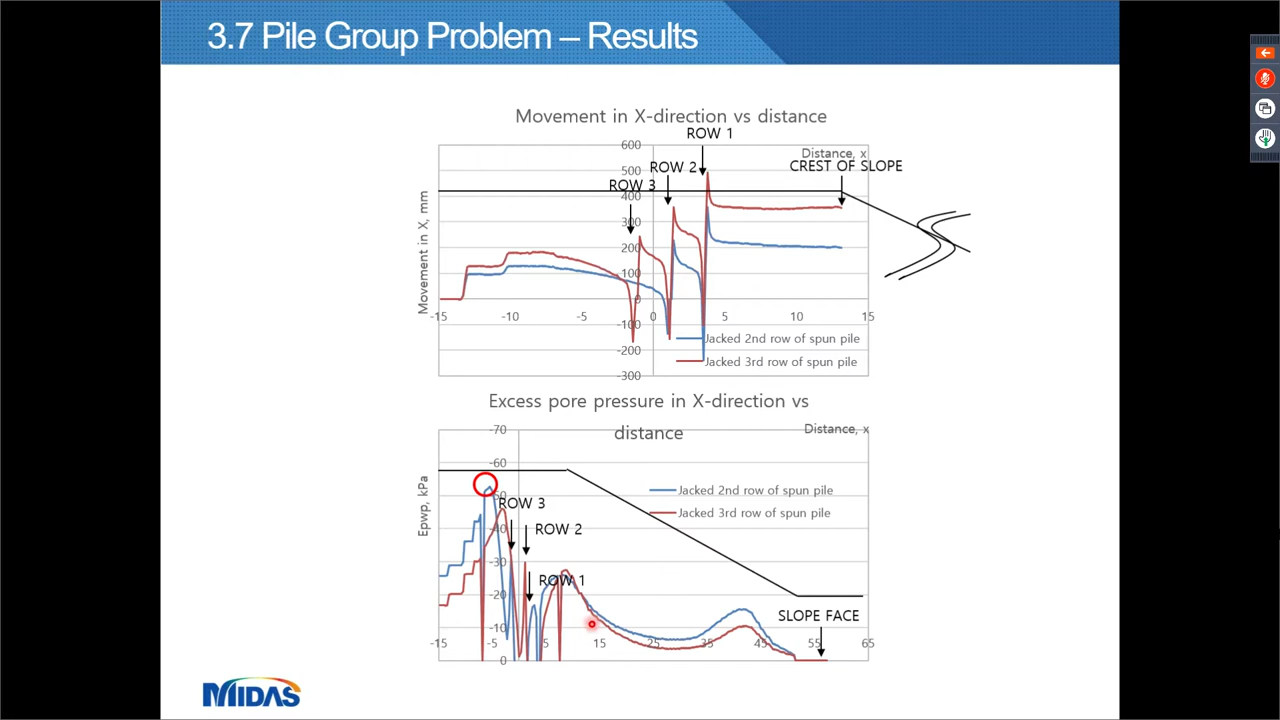 3.7 Pile Group Problem – Results
Movement in X-direction vs distance
ROW 1
600
Distance, x
500
ROW 2
CREST OF SLOPE
ROW 3
400
300
200
100
0
-15
-10
-5
0
5
10
15
-100
-200
-300
Movement in X, mm
Jacked 2nd row of spun pile
Jacked 3rd row of spun pile
Excess pore pressure in X-direction vs
distance
-70
Distance, x
-60
-50
-40
-30
-20
-10
0
Epwp, kPa
Jacked 2nd row of spun pile
Jacked 3rd row of spun pile
ROW 3
ROW 2
ROW 1
SLOPE FACE
-15
-5
5
15
25
35
45
55
65
MIDAS